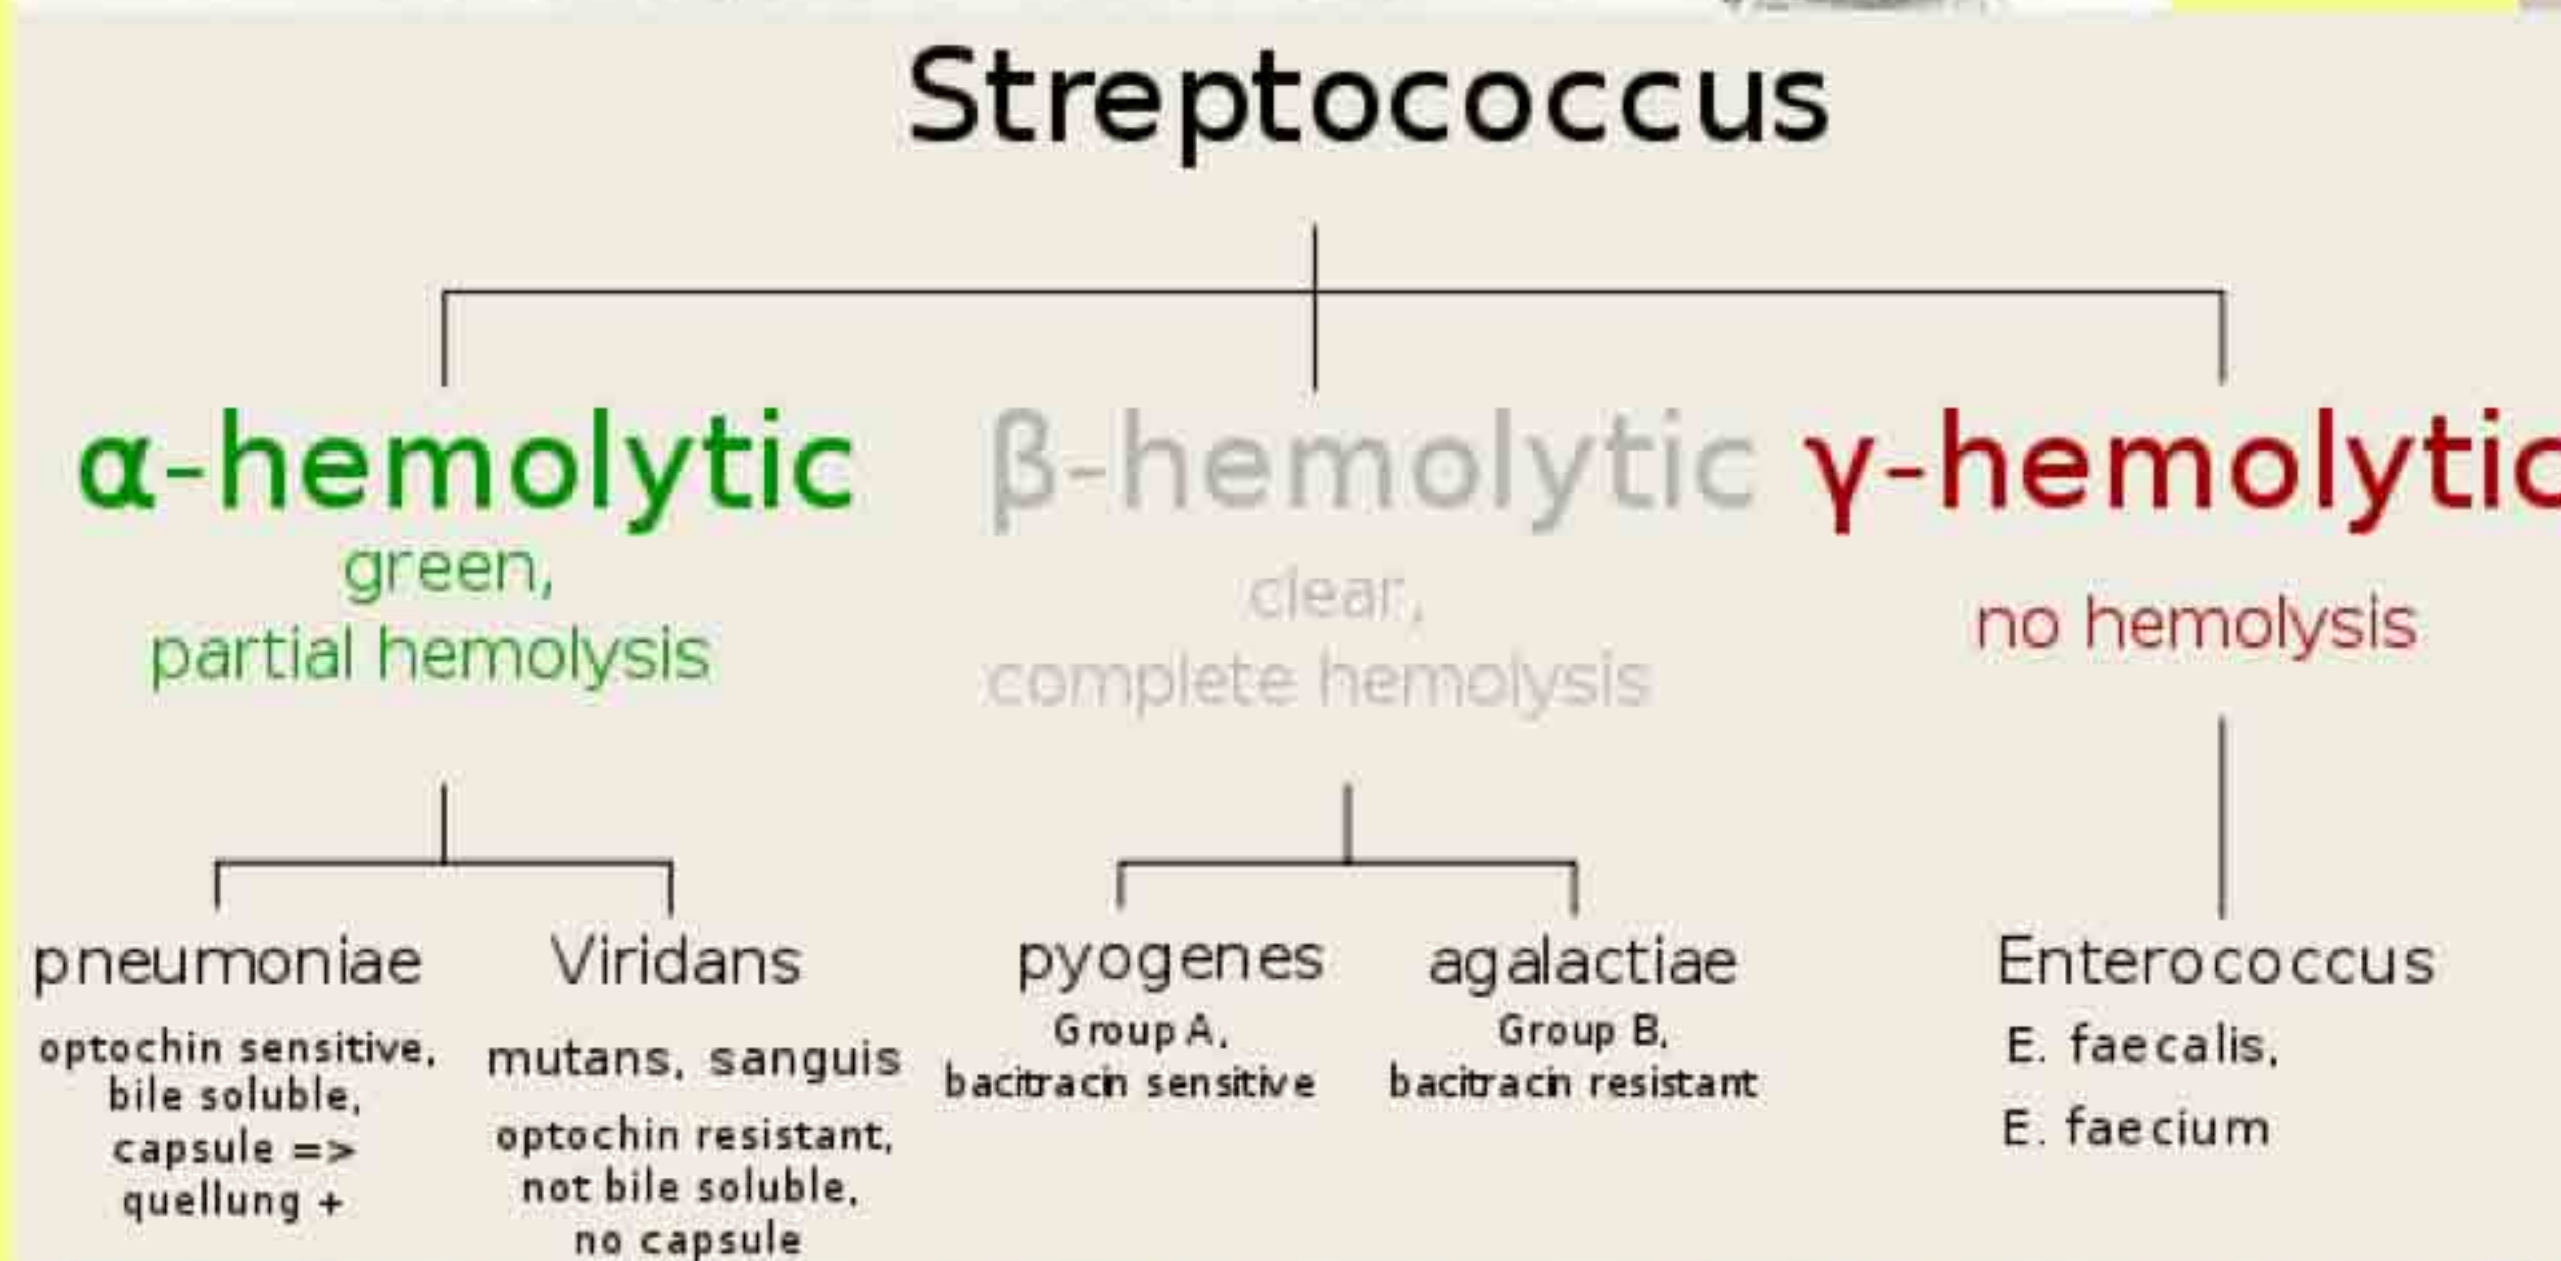 Streptococcus
α-hemolytic
green,
partial hemolysis
β-hemolytic
clear,
complete hemolysis
γ-hemolytic
no hemolysis
pneumoniae
optochin sensitive,
bile soluble,
capsule =>
quellung +
Viridans
mutans, sanguis
optochin resistant,
not bile soluble,
no capsule
pyogenes
Group A,
bacitracin sensitive
agalactiae
Group B,
bacitracin resistant
Enterococcus
E. faecalis,
E. faecium